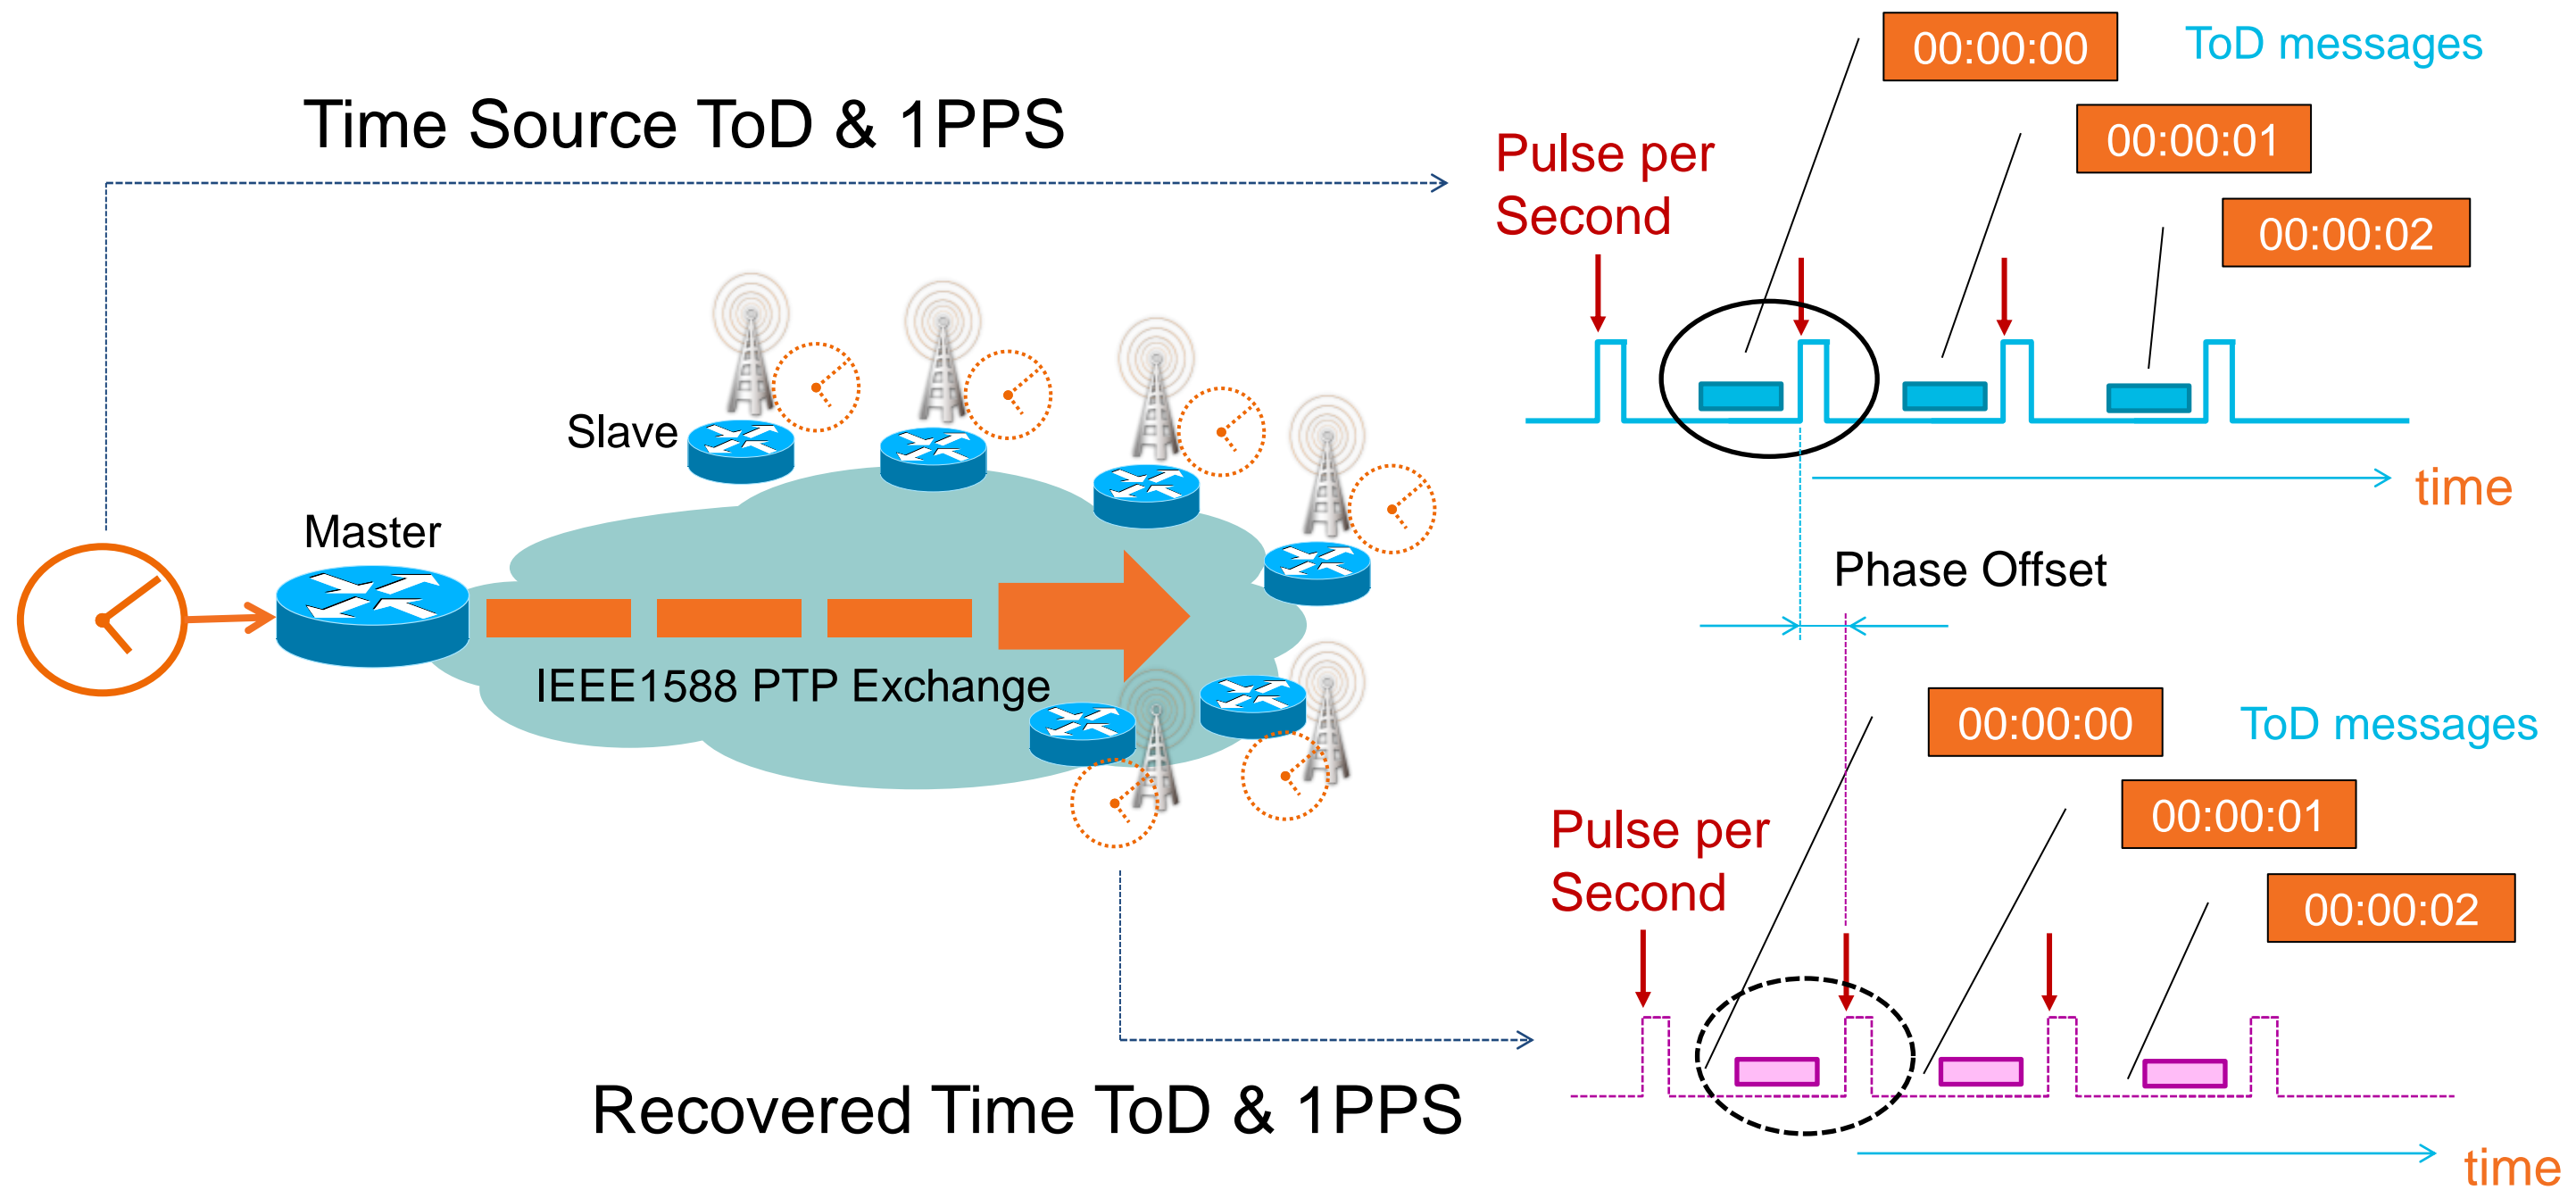 Time Source ToD & 1PPS
Pulse per
Second
00:00:00
ToD messages
00:00:01
00:00:02
time
Slave
Master
IEEE1588 PTP Exchange
Phase Offset
00:00:00
ToD messages
00:00:01
00:00:02
Pulse per
Second
time
Recovered Time ToD & 1PPS